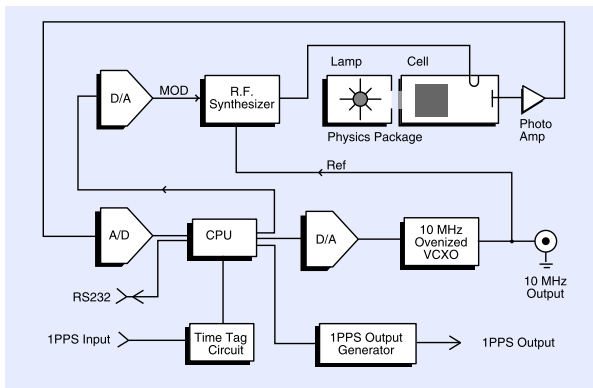 Lamp
Cell
D/A
MOD
R.F.
Synthesizer
Physics Package
Photo
Amp
Ref
A/D
CPU
D/A
10 MHz
Ovenized
VCXO
10 MHz
Output
RS232
1PPS Input
Time Tag
Circuit
1PPS Output
Generator
1PPS Output